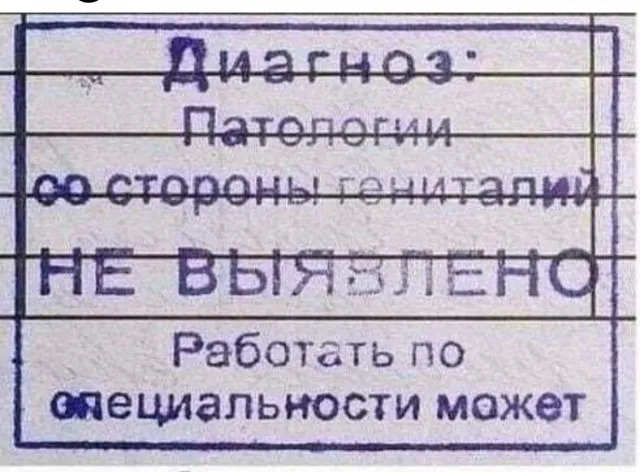 Диагноз:
Патологии
со стороны гениталий
НЕ ВЫЯВЛЕНО
Работать по
специальности может